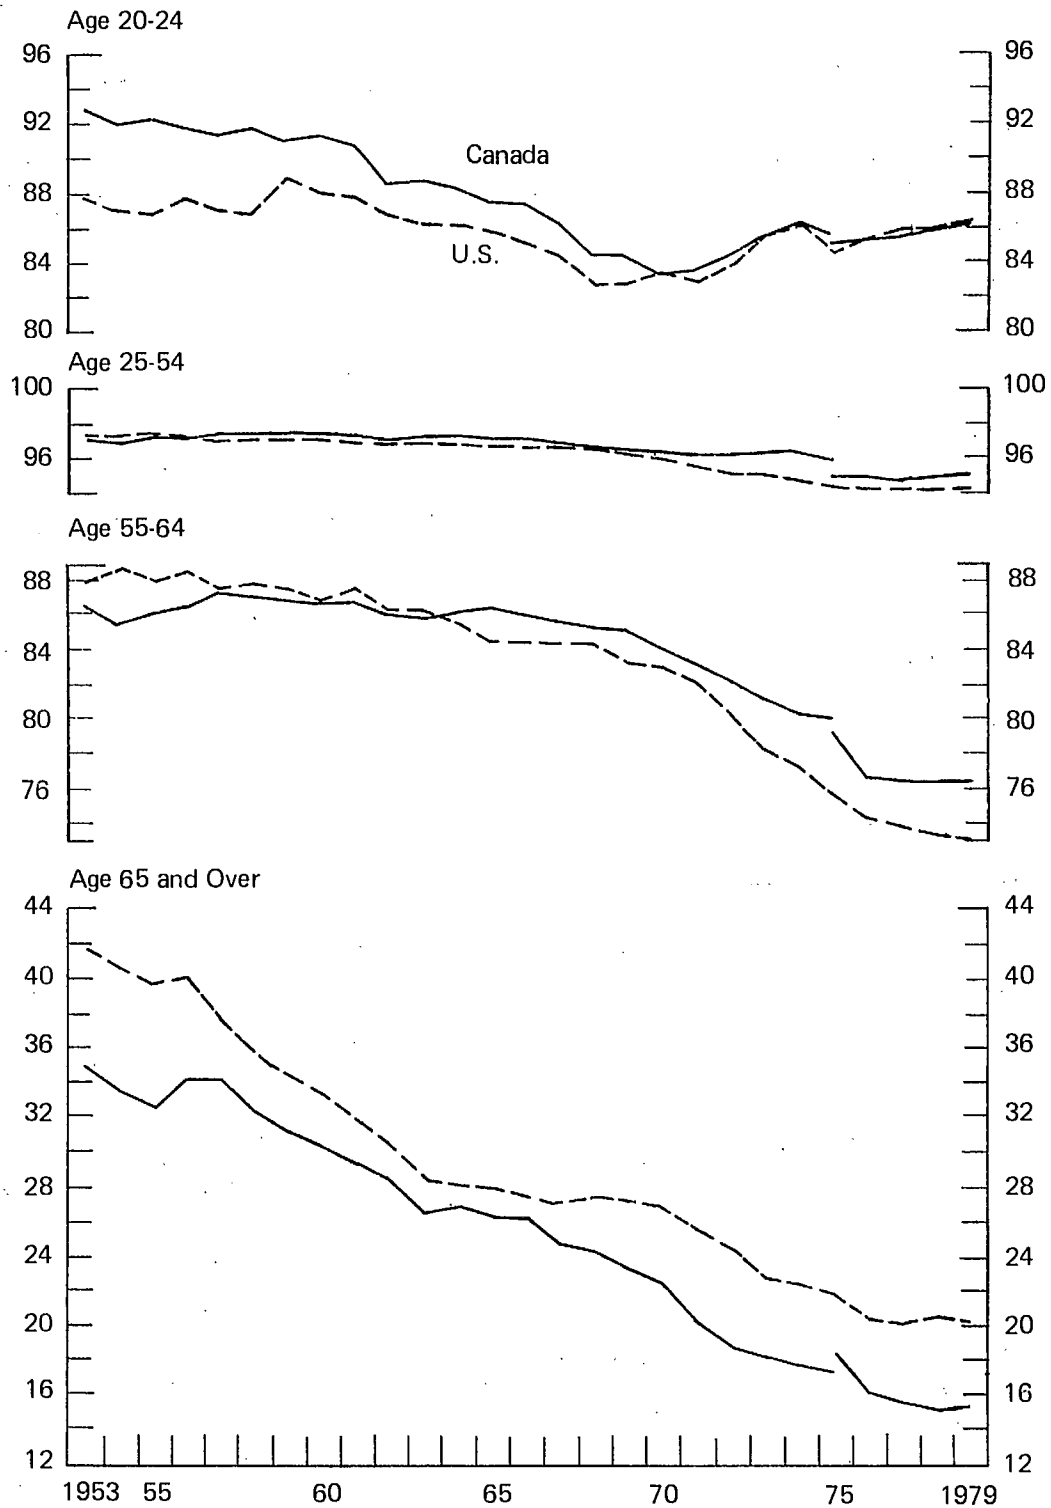 Age 20-24
96 96
92 92
Canada
88 88
U.S.
84 84
80 80
Age 25-54
100 100
96 96
Age 55-64
88 88
84 84
80 80
76 76
Age 65 and Over
44 44
40 40
36 36
32 32
28 28
24 24
20 20
16 16
12 12
1953 55 60 65 70 75 1979